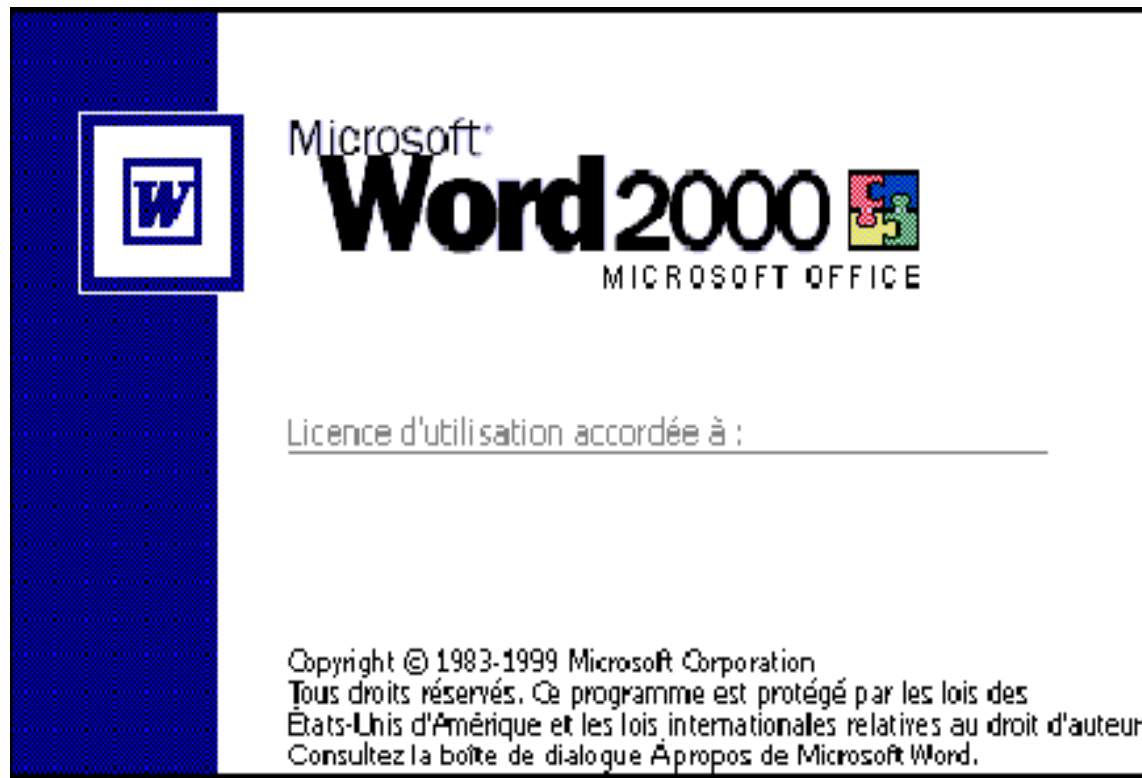 W
Microsoft
Word 2000
MICROSOFT OFFICE
Licence d'utilisation accordée à :
Copyright © 1983-1999 Microsoft Corporation
Tous droits réservés. Ce programme est protégé par les lois des
États-Unis d'Amérique et les lois internationales relatives au droit d'auteur
Consultez la boîte de dialogue À propos de Microsoft Word.